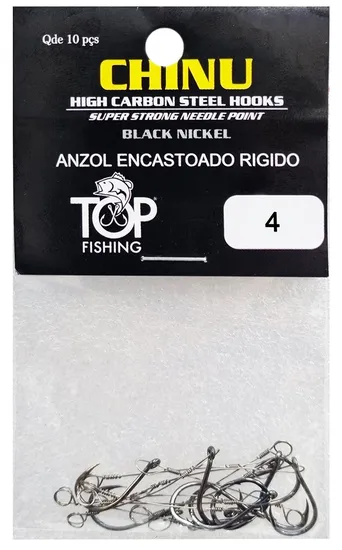 Qde 10 pçs
CHINU
HIGH CARBON STEEL HOOKS
SUPER STRONG NEEDLE POINT
BLACK NICKEL
ANZOL ENCASTOADO RIGIDO
TOP®
FISHING
4